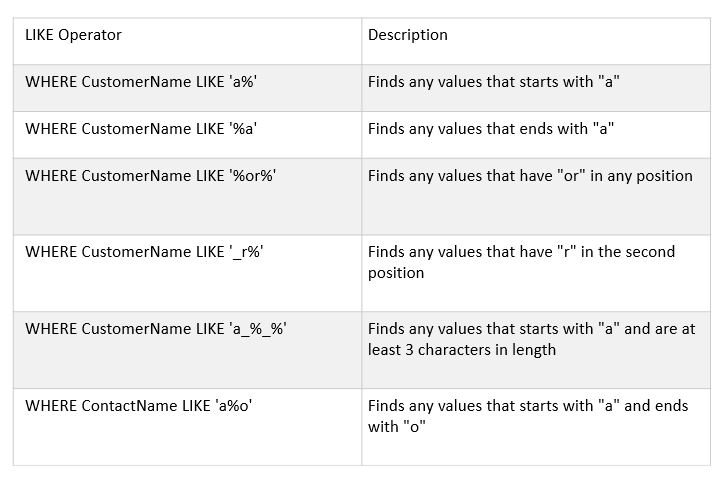 LIKE Operator
Description
WHERE CustomerName LIKE 'a%'
Finds any values that starts with "a"
WHERE CustomerName LIKE '%a'
Finds any values that ends with "a"
WHERE CustomerName LIKE '%or%'
Finds any values that have "or" in any position
WHERE CustomerName LIKE '_r%'
Finds any values that have "r" in the second
position
WHERE CustomerName LIKE 'a_%_%'
Finds any values that starts with "a" and are at
least 3 characters in length
WHERE ContactName LIKE 'a%o'
Finds any values that starts with "a" and ends
with "o"